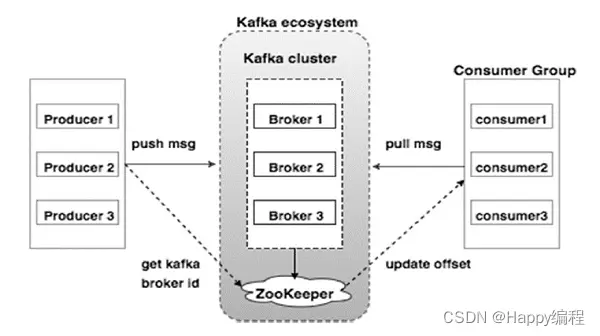 Kafka ecosystem
Kafka cluster
Consumer Group
Producer 1
Producer 2
Producer 3
push msg
Broker 1
Broker 2
Broker 3
pull msg
consumer1
consumer2
consumer3
get kafka
broker id
ZooKeeper
update offset
CSDN @Happy编程